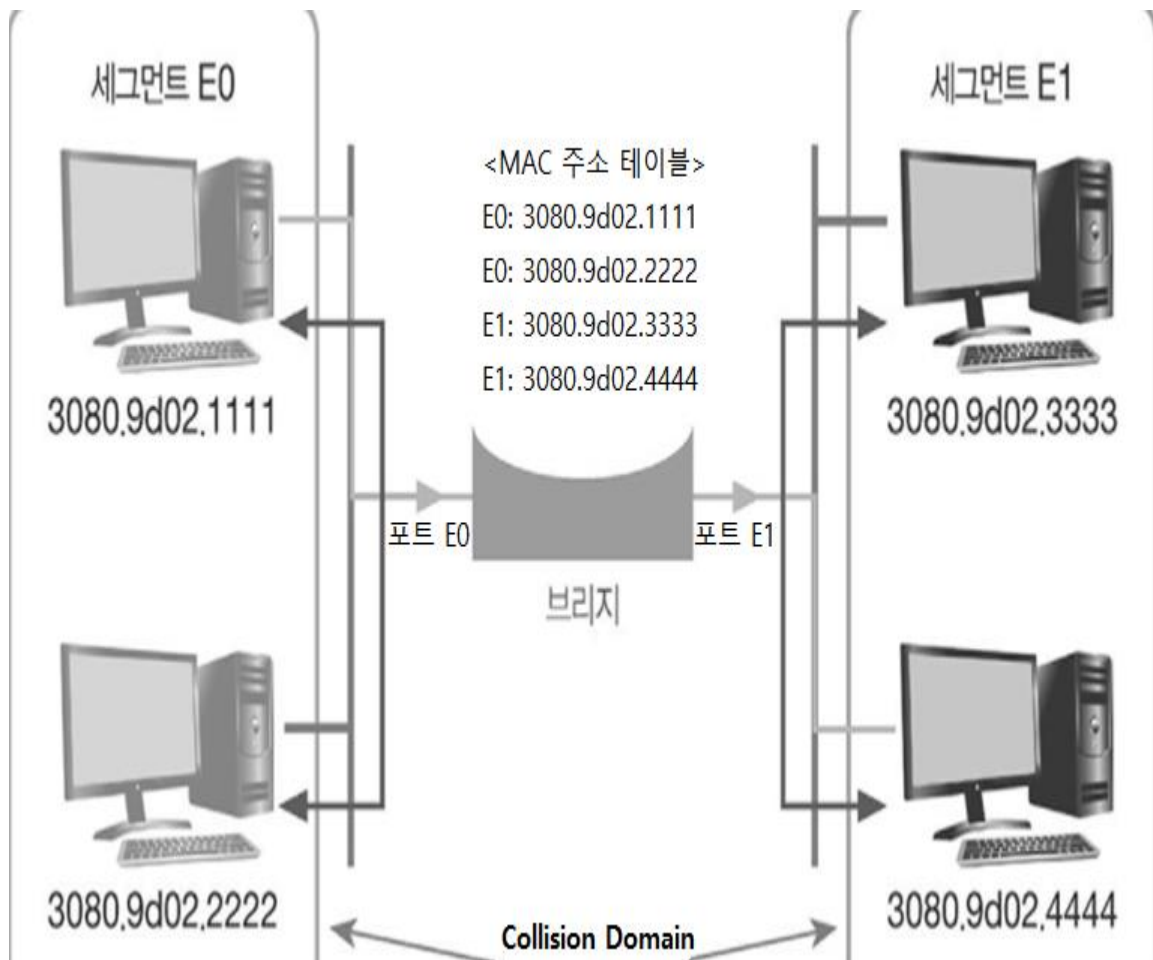 세그먼트 E0
세그먼트 E1
<MAC 주소 테이블>
E0: 3080.9d02.1111
E0: 3080.9d02.2222
E1: 3080.9d02.3333
E1: 3080.9d02.4444
3080.9d02.1111
3080.9d02.3333
포트 E0
포트 E1
브리지
3080.9d02.2222
3080.9d02.4444
Collision Domain